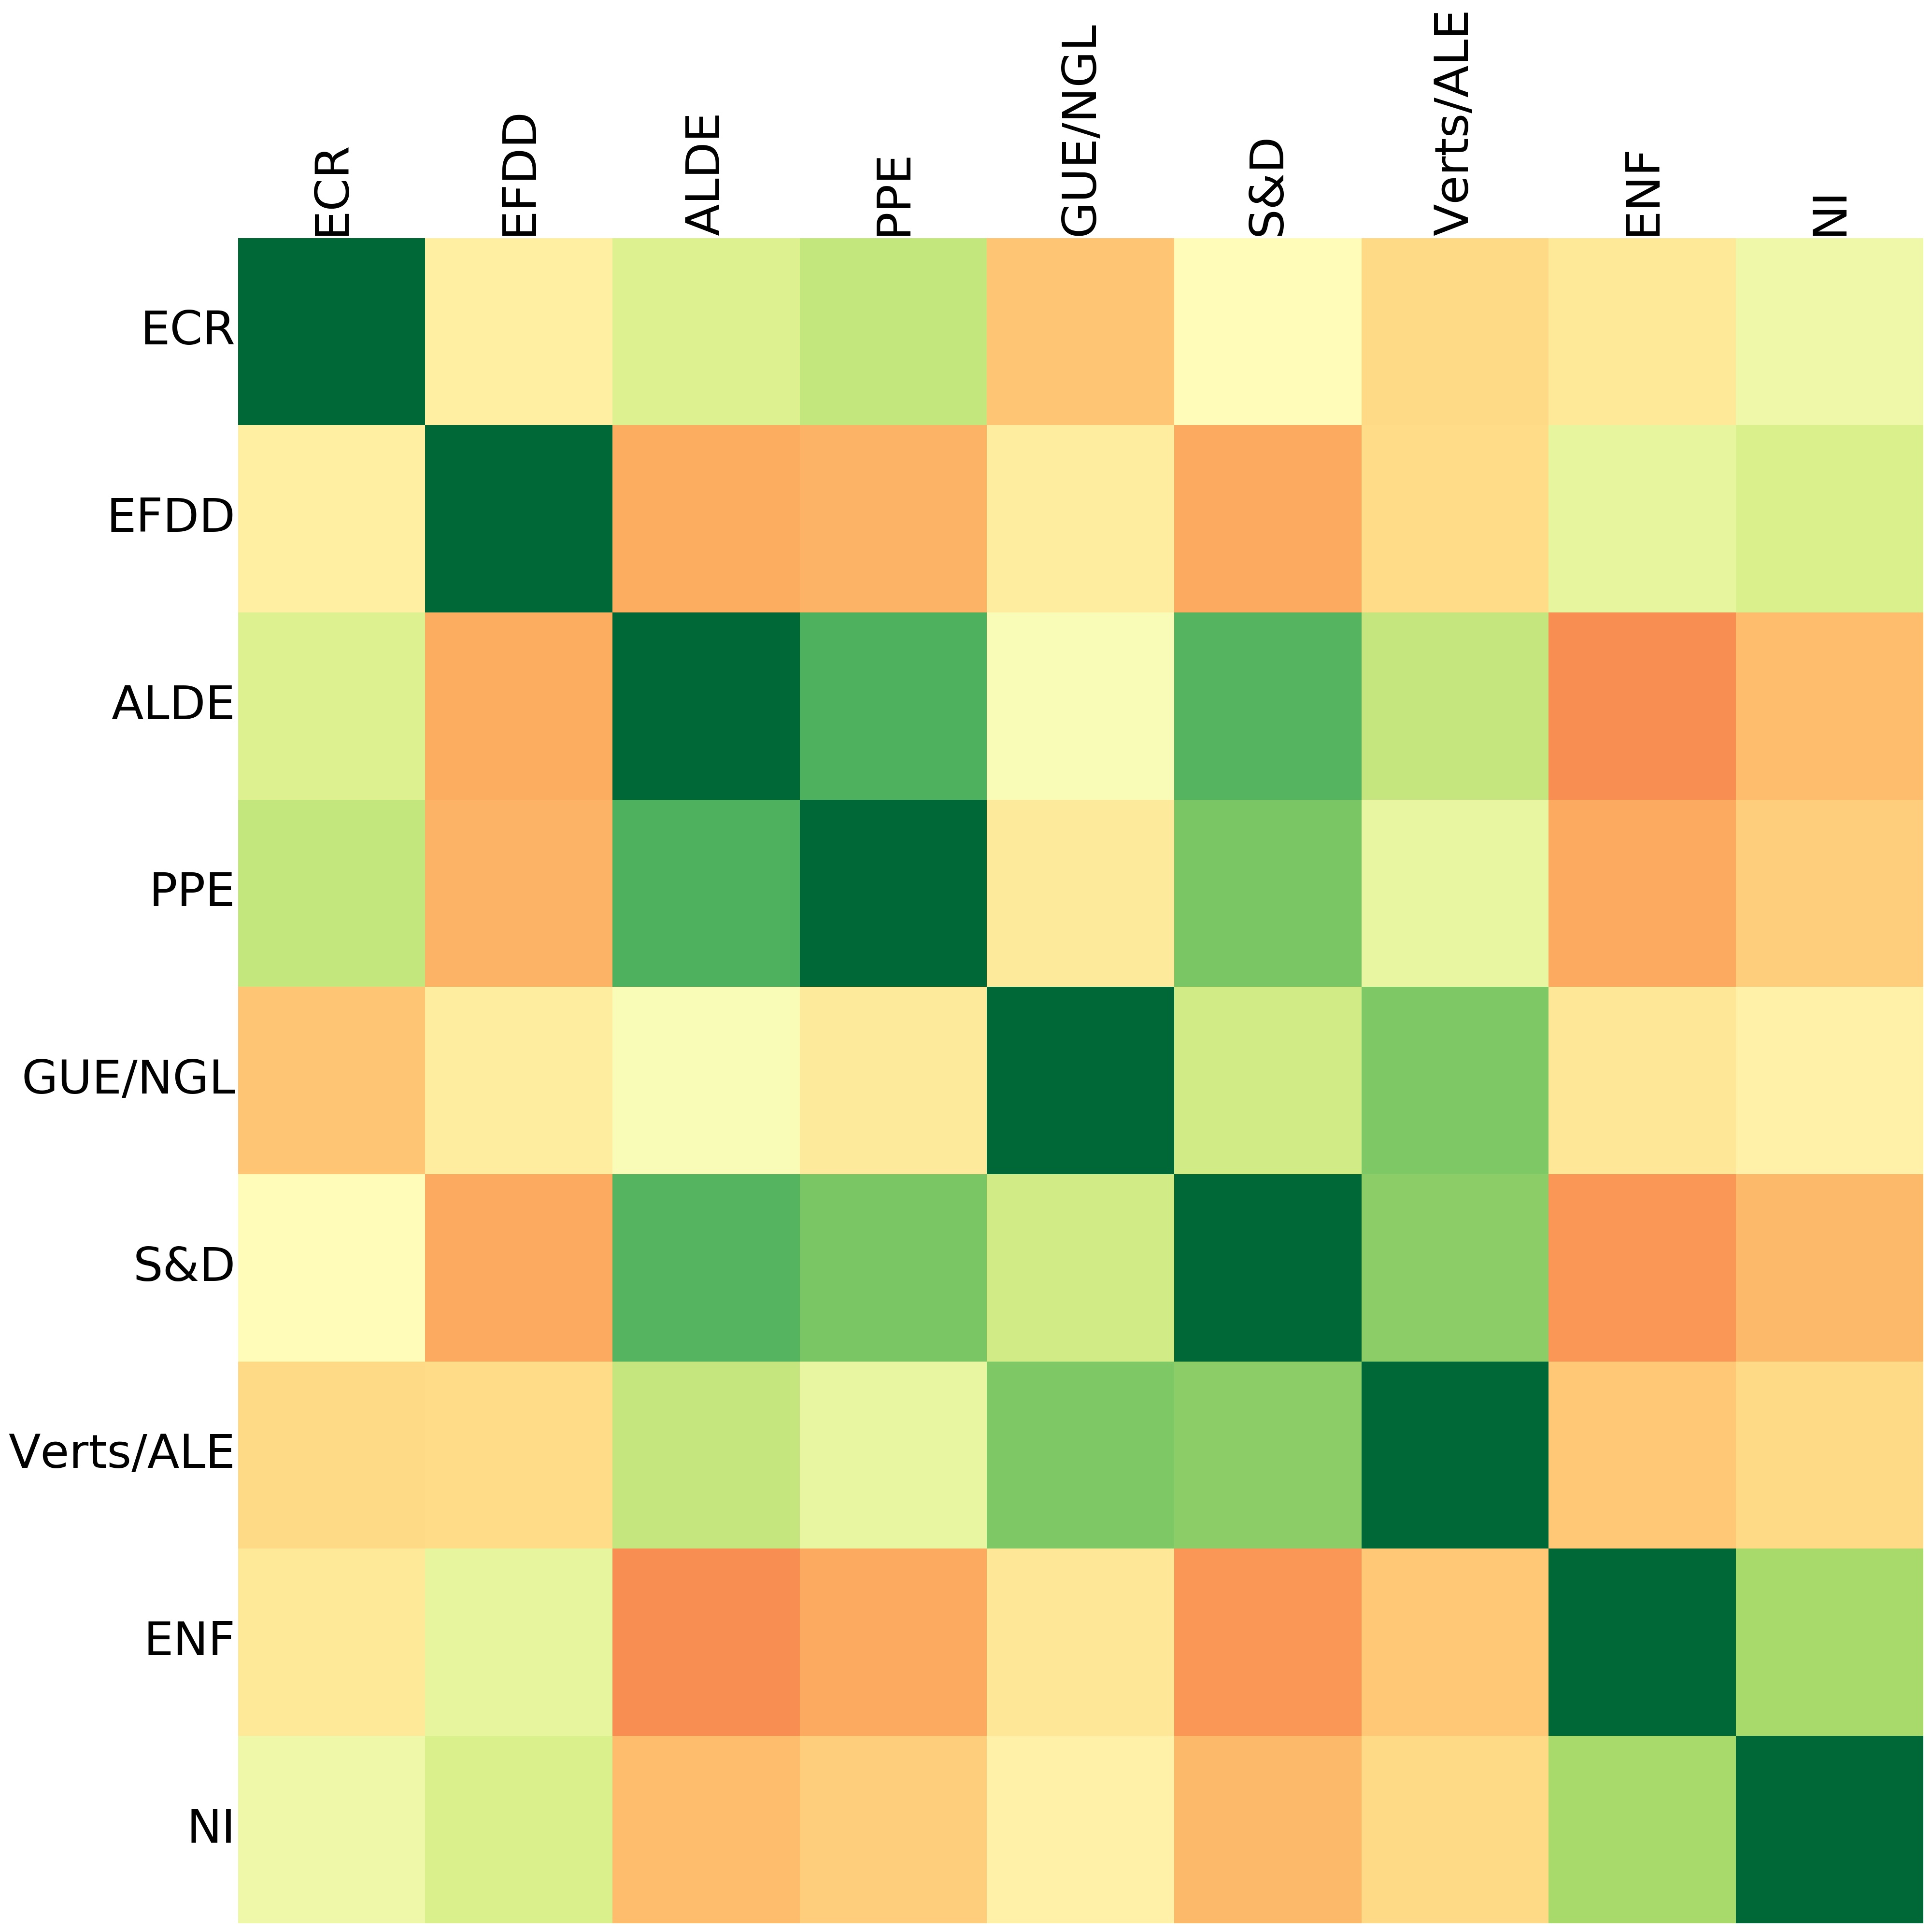 ECR
EFDD
ALDE
PPE
GUE/NGL
S&D
Verts/ALE
ENF
NI
ECR
EFDD
ALDE
PPE
GUE/NGL
S&D
Verts/ALE
ENF
NI